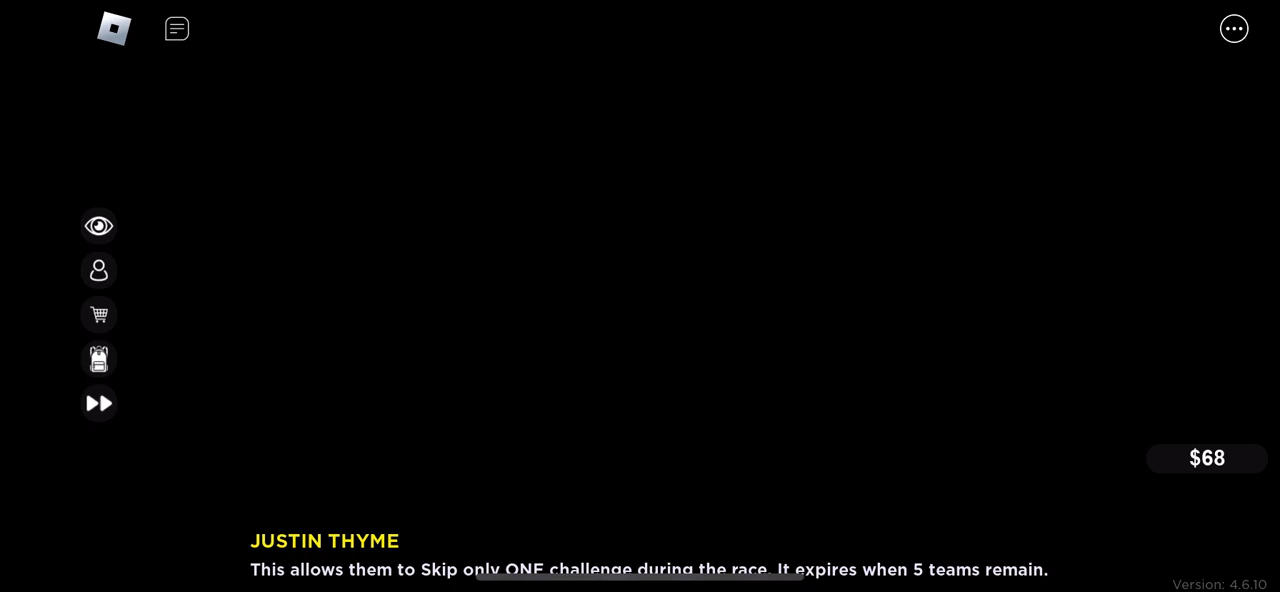 $68
JUSTIN THYME
This allows them to Skip only ONE challenge during the race. It expires when 5 teams remain.
Version: 4.6.10